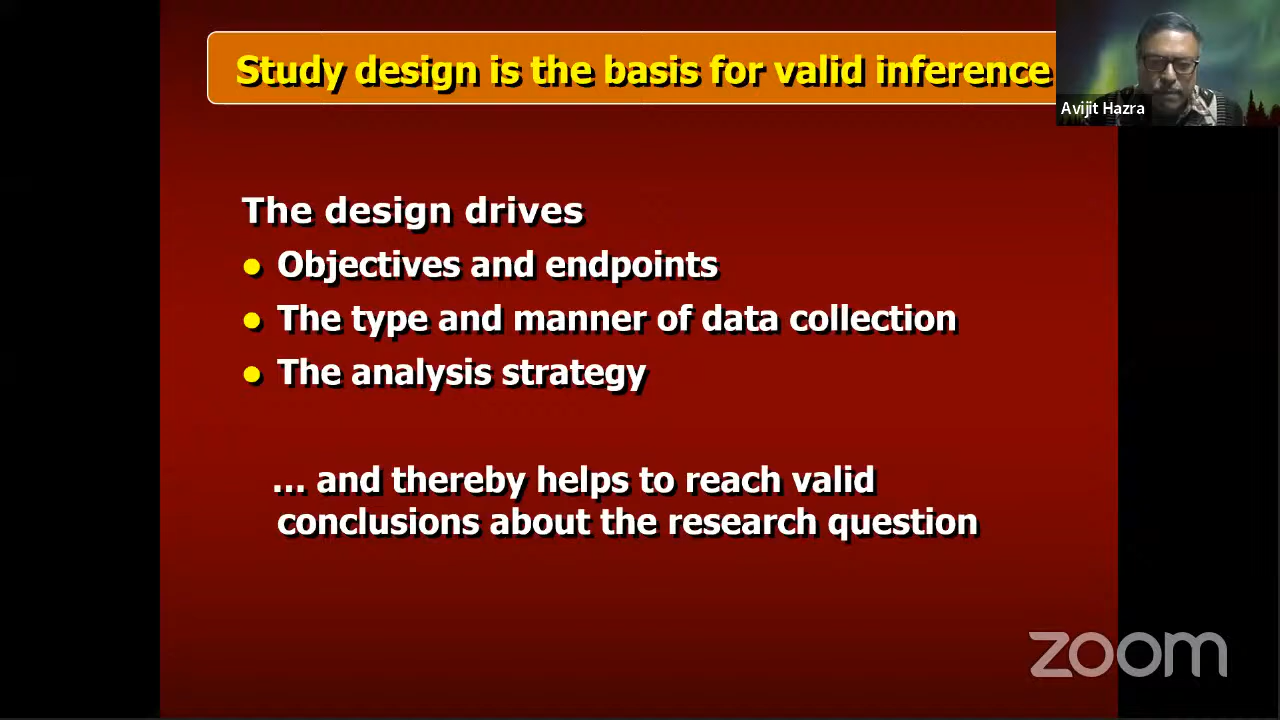 Study design is the basis for valid inference
Avijit Hazra
The design drives
Objectives and endpoints
The type and manner of data collection
The analysis strategy
... and thereby helps to reach valid
conclusions about the research question
zoom